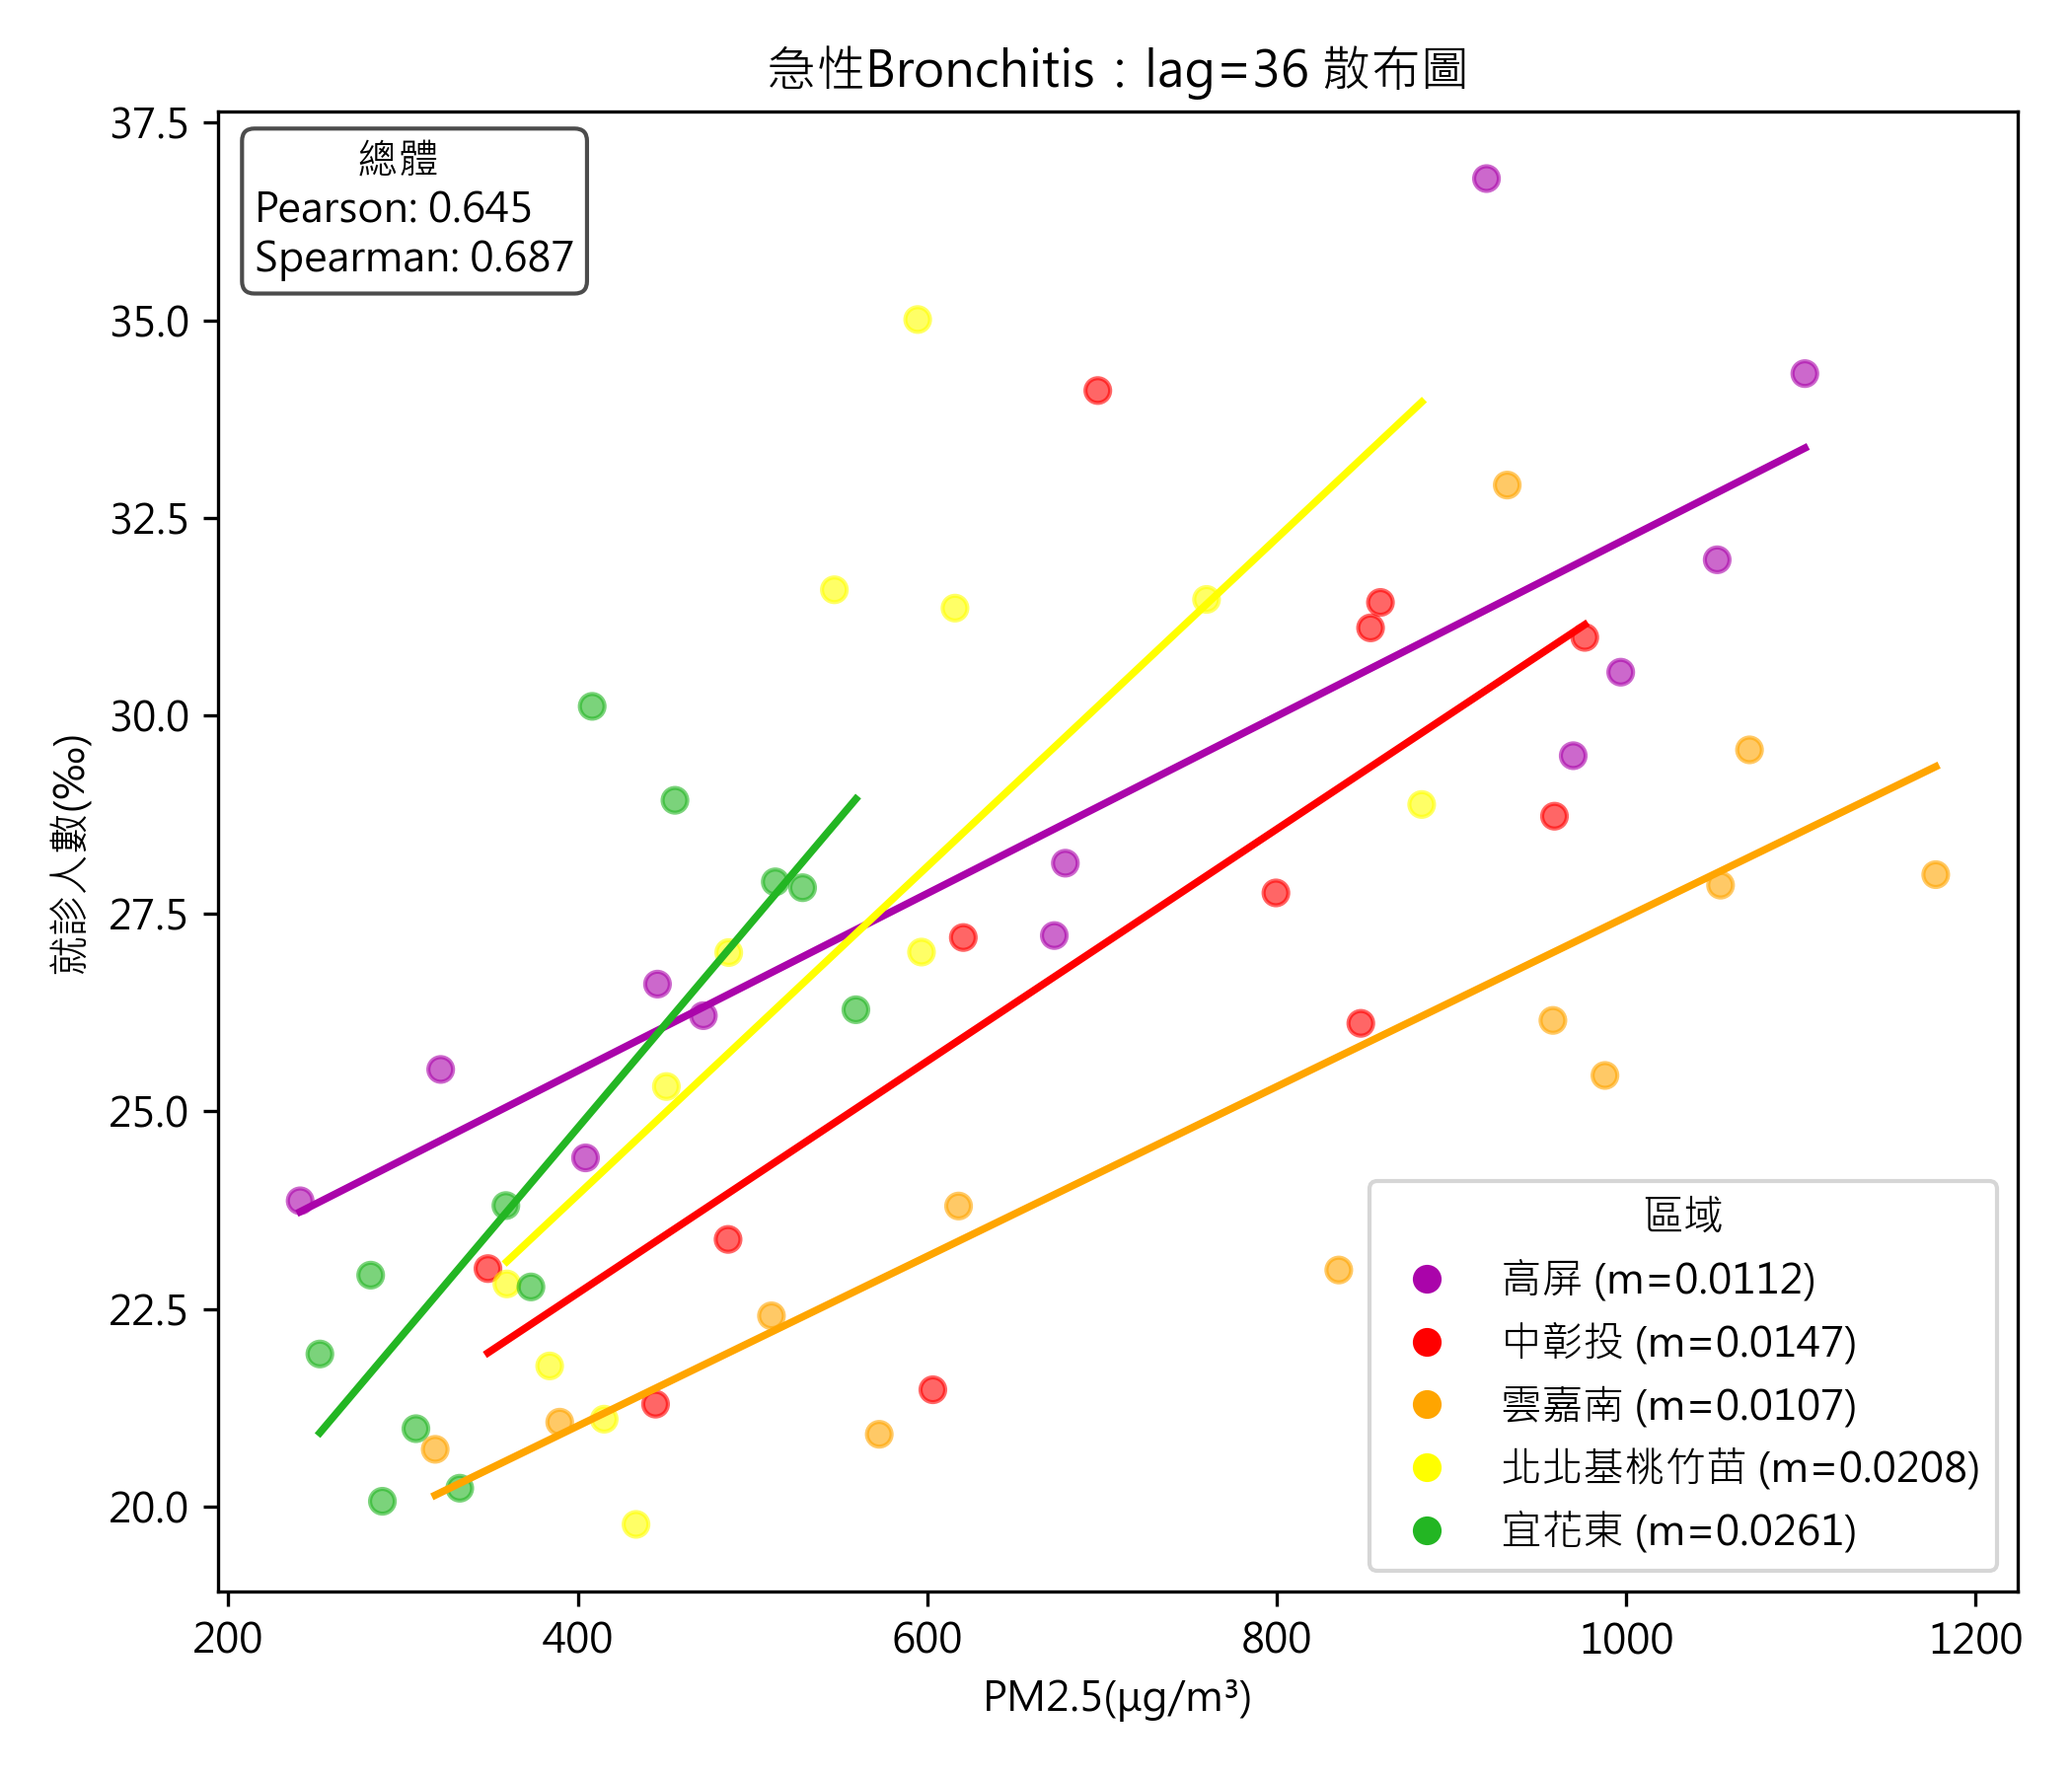 急性Bronchitis：lag=36 散布圖
總體
Pearson: 0.645
Spearman: 0.687
37.5
35.0
32.5
30.0
27.5
25.0
22.5
20.0
就診人數(‰)
區域
高屏 (m=0.0112)
中彰投 (m=0.0147)
雲嘉南 (m=0.0107)
北北基桃竹苗 (m=0.0208)
宜花東 (m=0.0261)
200 400 600 800 1000 1200
PM2.5(μg/m³)